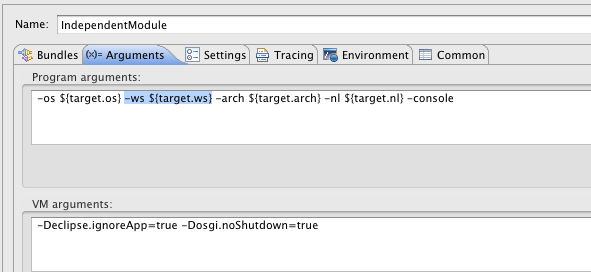 Name: IndependentModule
Bundles (x)= Arguments Settings Tracing Environment Common
Program arguments:
-os ${target.os} -ws ${target.ws} -arch ${target.arch} -nl ${target.nl} -console
VM arguments:
-Declipse.ignoreApp=true -Dosgi.noShutdown=true